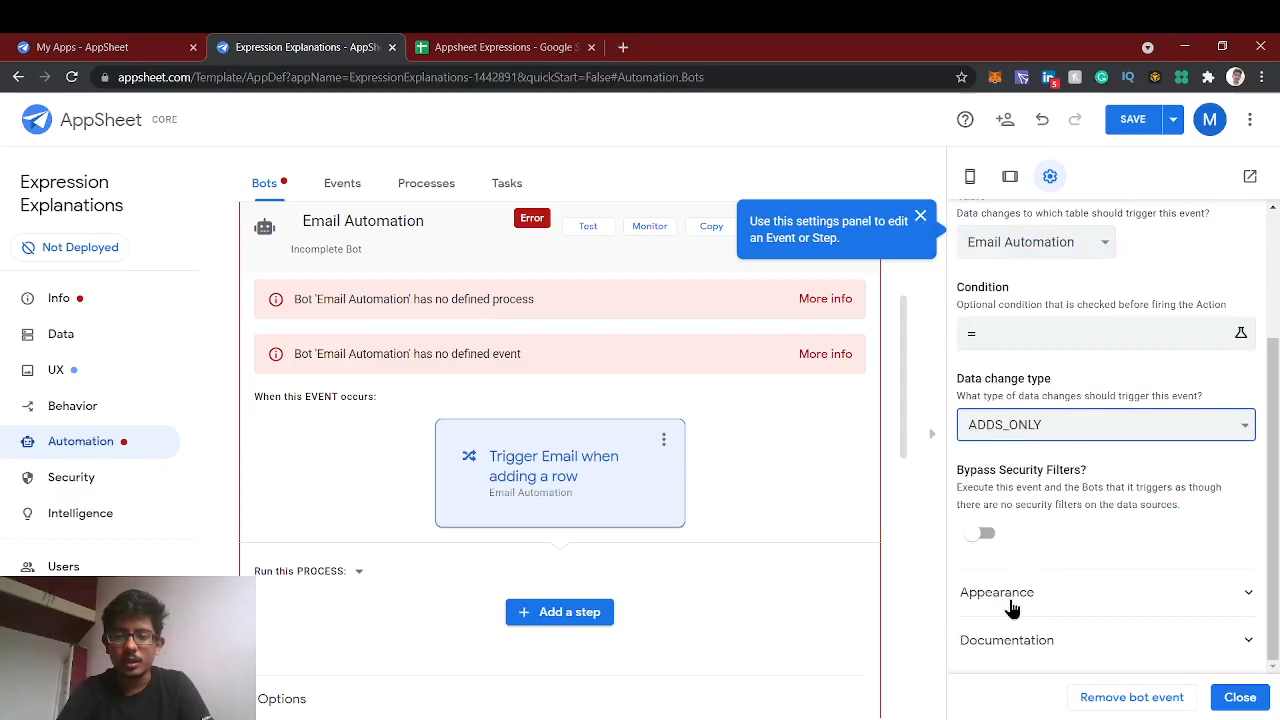 My Apps - AppSheet
Expression Explanations - AppSh
Appsheet Expressions - Google S
appsheet.com/Template/AppDef?appName=ExpressionExplanations-1442891&quickStart=False#Automation.Bots
5
AppSheet CORE
SAVE
M
Expression
Explanations
Not Deployed
Info
Data
UX
Behavior
Automation
Security
Intelligence
Users
Bots
Events
Processes
Tasks
Email Automation
Error
Test
Monitor
Copy
Incomplete Bot
Use this settings panel to edit
an Event or Step.
Bot 'Email Automation' has no defined process
More info
Bot 'Email Automation' has no defined event
More info
When this EVENT occurs:
Trigger Email when
adding a row
Email Automation
Run this PROCESS:
+ Add a step
Options
Data changes to which table should trigger this event?
Email Automation
Condition
Optional condition that is checked before firing the Action
=
Data change type
What type of data changes should trigger this event?
ADDS_ONLY
Bypass Security Filters?
Execute this event and the Bots that it triggers as though
there are no security filters on the data sources.
Appearance
Documentation
Remove bot event
Close